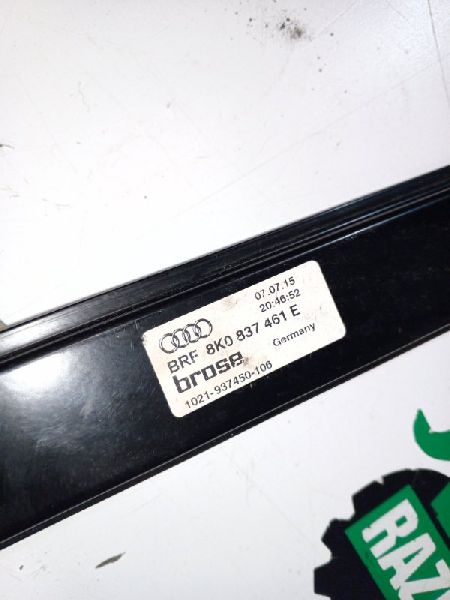 07.07.15
20:46:52
BRF 8K0 837 461 E
brose Germany
1021-937450-106
RAZ